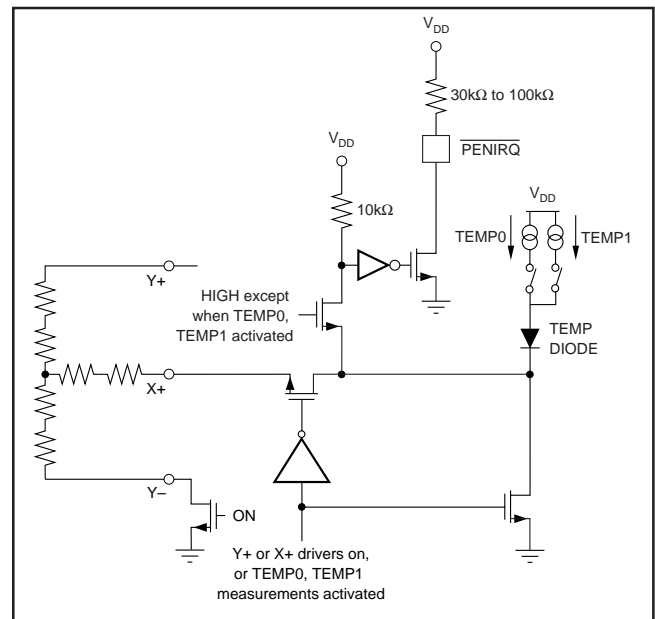 V_DD
30kΩ to 100kΩ
PENIRQ
V_DD
10kΩ
V_DD
TEMP0
TEMP1
Y+
HIGH except
when TEMP0,
TEMP1 activated
TEMP
DIODE
X+
Y–
ON
Y+ or X+ drivers on,
or TEMP0, TEMP1
measurements activated